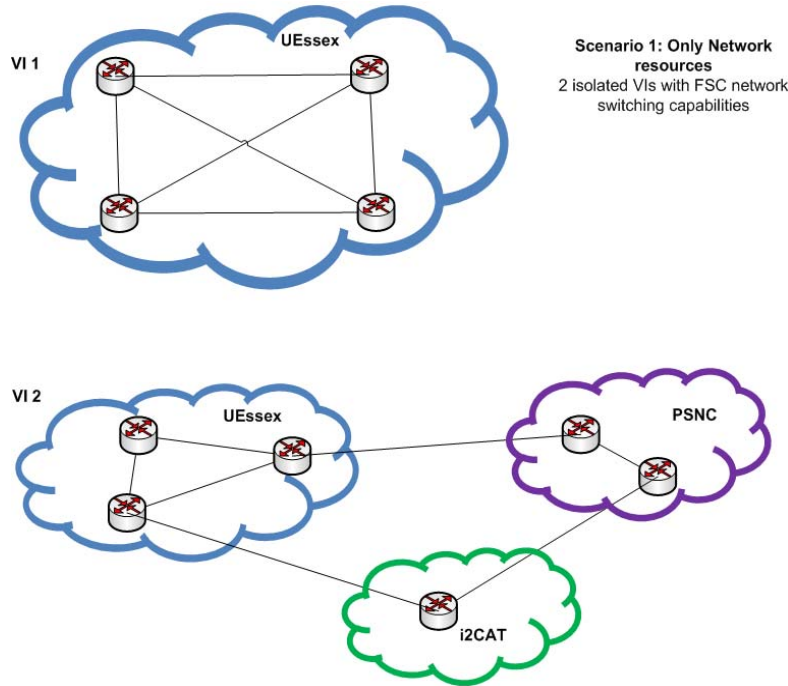 VI 1
UEssex
Scenario 1: Only Network
resources
2 isolated VIs with FSC network
switching capabilities
VI 2
UEssex
PSNC
i2CAT